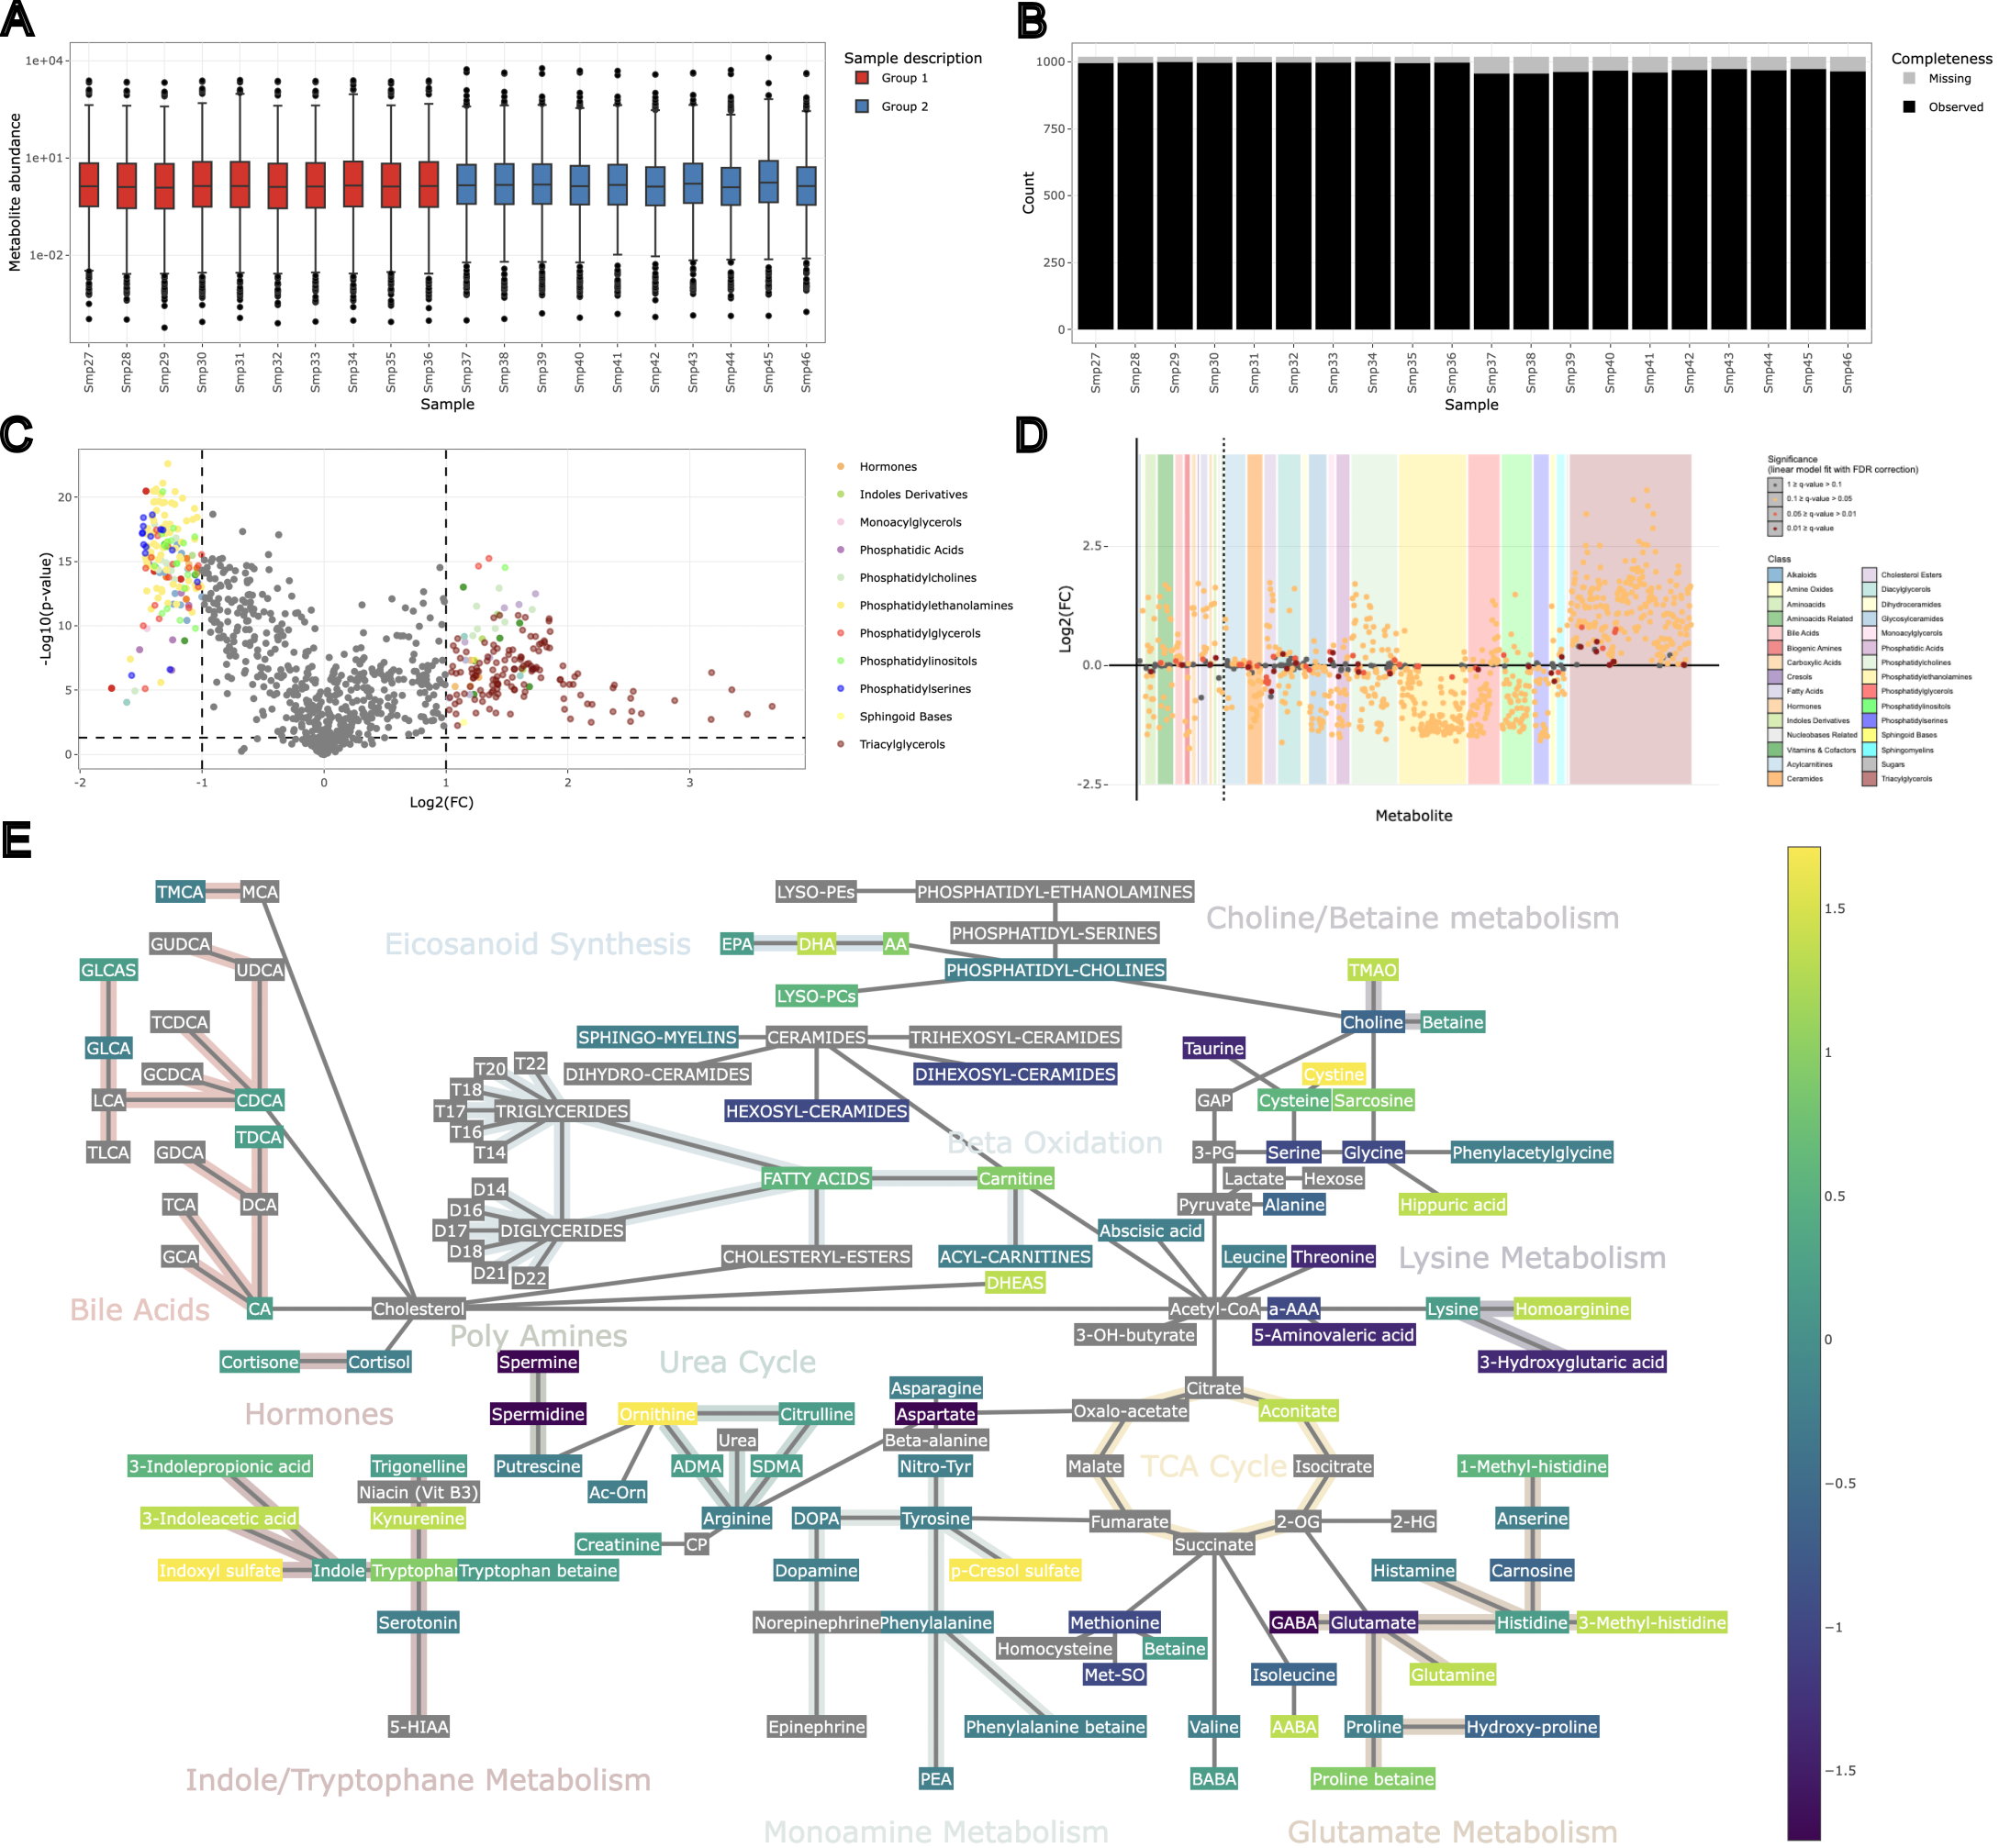 A
1e+04
1e+01
1e-02
Metabolite abundance
Smp27
Smp28
Smp29
Smp30
Smp31
Smp32
Smp33
Smp34
Smp35
Smp36
Smp37
Smp38
Smp39
Smp40
Smp41
Smp42
Smp43
Smp44
Smp45
Smp46
Sample
Sample description
Group 1
Group 2
B
1000
750
500
250
0
Count
Smp27
Smp28
Smp29
Smp30
Smp31
Smp32
Smp33
Smp34
Smp35
Smp36
Smp37
Smp38
Smp39
Smp40
Smp41
Smp42
Smp43
Smp44
Smp45
Smp46
Sample
Completeness
Missing
Observed
C
20
15
10
5
0
-Log10(p-value)
-2
-1
0
1
2
3
Log2(FC)
Hormones
Indoles Derivatives
Monoacylglycerols
Phosphatidic Acids
Phosphatidylcholines
Phosphatidylethanolamines
Phosphatidylglycerols
Phosphatidylinositols
Phosphatidylserines
Sphingoid Bases
Triacylglycerols
D
2.5
0.0
-2.5
Log2(FC)
Metabolite
Significance
(linear model fit with FDR correction)
1 ≥ q-value > 0.1
0.1 ≥ q-value > 0.05
0.05 ≥ q-value > 0.01
0.01 ≥ q-value
Class
Alkaloids
Amine Oxides
Aminoacids
Aminoacids Related
Bile Acids
Biogenic Amines
Carboxylic Acids
Cresols
Fatty Acids
Hormones
Indoles Derivatives
Nucleobases Related
Vitamins & Cofactors
Acylcarnitines
Ceramides
Cholesterol Esters
Diacylglycerols
Dihydroceramides
Glycosylceramides
Monoacylglycerols
Phosphatidic Acids
Phosphatidylcholines
Phosphatidylethanolamines
Phosphatidylglycerols
Phosphatidylinositols
Phosphatidylserines
Sphingoid Bases
Sphingomyelins
Sugars
Triacylglycerols
E
TMCA
MCA
GUDCA
GLCAS
UDCA
TCDCA
GLCA
GCDCA
LCA
CDCA
TDCA
TLCA
GDCA
TCA
DCA
GCA
Bile Acids
CA
Cholesterol
Cortisone
Cortisol
Hormones
Eicosanoid Synthesis
EPA
DHA
AA
LYSO-PEs
PHOSPHATIDYL-ETHANOLAMINES
PHOSPHATIDYL-SERINES
PHOSPHATIDYL-CHOLINES
LYSO-PCs
SPHINGO-MYELINS
CERAMIDES
TRIHEXOSYL-CERAMIDES
DIHYDRO-CERAMIDES
DIHEXOSYL-CERAMIDES
HEXOSYL-CERAMIDES
T22
T20
T18
T17
TRIGLYCERIDES
T16
T14
Beta Oxidation
FATTY ACIDS
Carnitine
D14
D16
D17
DIGLYCERIDES
D18
D21
D22
CHOLESTERYL-ESTERS
ACYL-CARNITINES
DHEAS
Choline/Betaine metabolism
TMAO
Choline
Betaine
Taurine
Cystine
GAP
Cysteine
Sarcosine
3-PG
Serine
Glycine
Phenylacetylglycine
Lactate
Hexose
Pyruvate
Alanine
Hippuric acid
Abscisic acid
Leucine
Threonine
Lysine Metabolism
Acetyl-CoA
a-AAA
Lysine
Homoarginine
3-OH-butyrate
5-Aminovaleric acid
3-Hydroxyglutaric acid
Poly Amines
Spermine
Spermidine
Putrescine
Urea Cycle
Ornithine
Citrulline
Urea
ADMA
SDMA
Ac-Orn
Arginine
Creatinine
CP
Asparagine
Aspartate
Beta-alanine
Nitro-Tyr
Citrate
Oxalo-acetate
Aconitate
Malate
TCA Cycle
Isocitrate
Fumarate
2-OG
2-HG
Succinate
3-Indolepropionic acid
Trigonelline
Niacin (Vit B3)
3-Indoleacetic acid
Kynurenine
Indoxyl sulfate
Indole
Tryptophan
Tryptophan betaine
Serotonin
5-HIAA
Indole/Tryptophane Metabolism
DOPA
Tyrosine
Dopamine
p-Cresol sulfate
Norepinephrine
Phenylalanine
Epinephrine
Phenylalanine betaine
PEA
Monoamine Metabolism
Methionine
Homocysteine
Betaine
Met-SO
Isoleucine
Valine
AABA
BABA
1-Methyl-histidine
Anserine
Histamine
Carnosine
GABA
Glutamate
Histidine
3-Methyl-histidine
Glutamine
Proline
Hydroxy-proline
Proline betaine
Glutamate Metabolism
1.5
1
0.5
0
−0.5
−1
−1.5